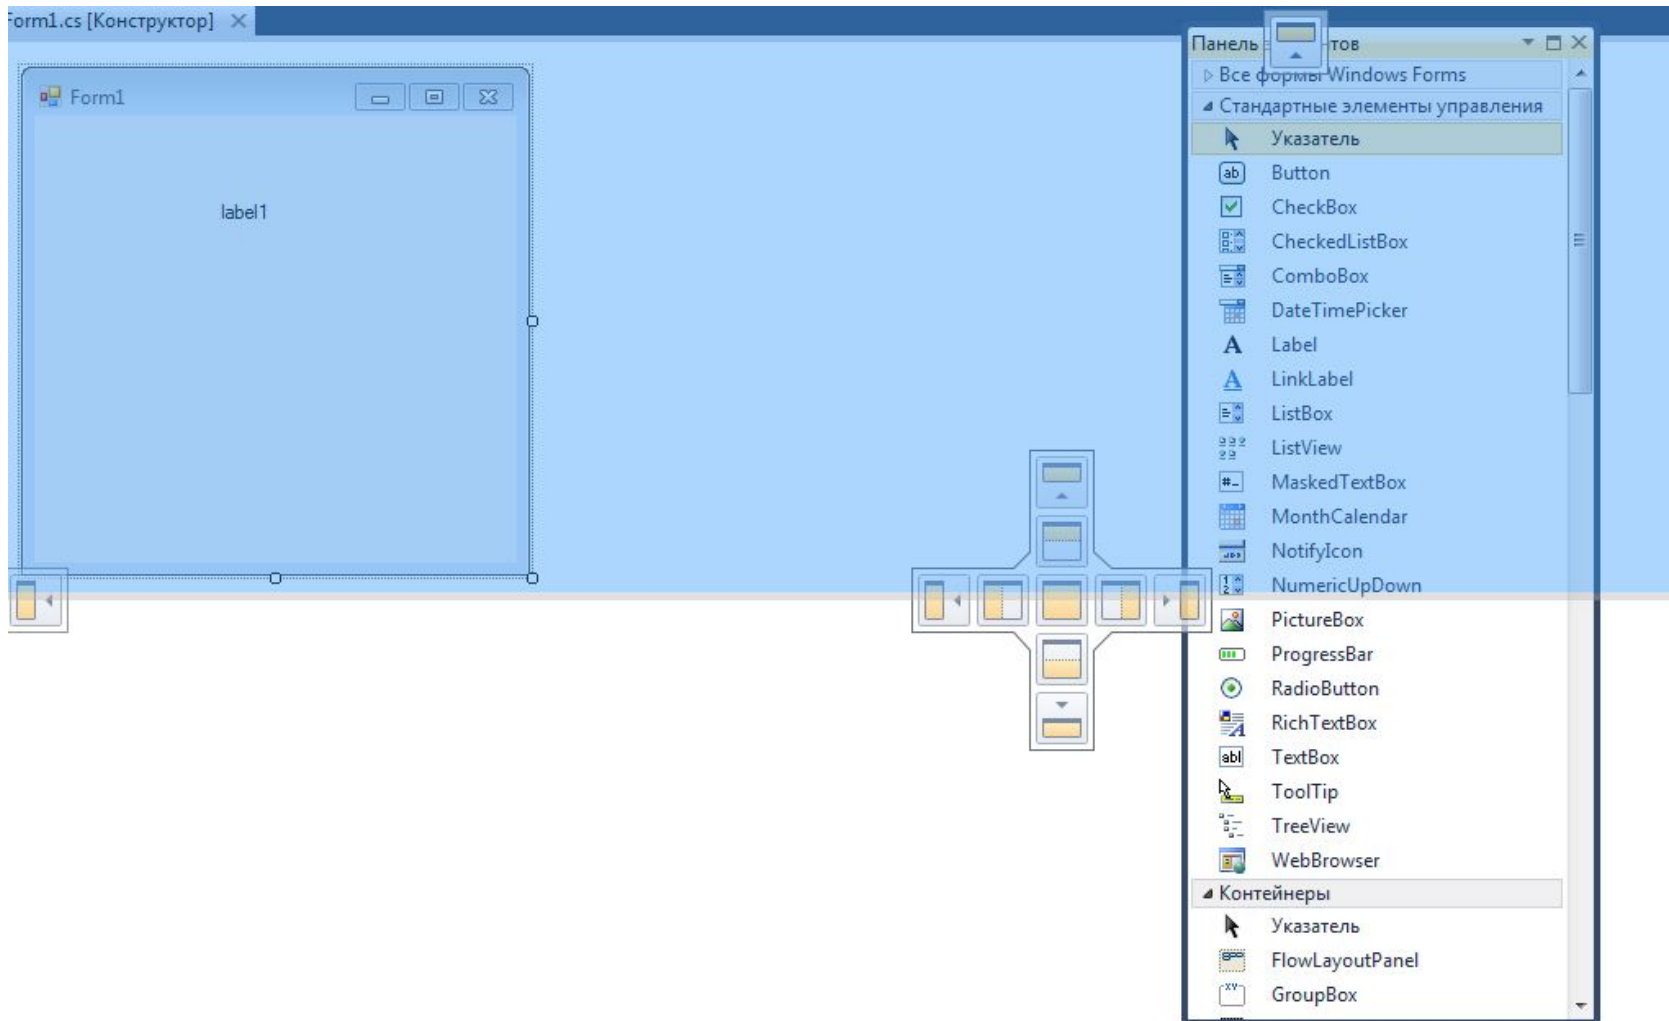 Form1.cs [Конструктор]
Form1
label1
Панель тов
Все формы Windows Forms
Стандартные элементы управления
Указатель
Button
CheckBox
CheckedListBox
ComboBox
DateTimePicker
Label
LinkLabel
ListBox
ListView
MaskedTextBox
MonthCalendar
NotifyIcon
NumericUpDown
PictureBox
ProgressBar
RadioButton
RichTextBox
TextBox
ToolTip
TreeView
WebBrowser
Контейнеры
Указатель
FlowLayoutPanel
GroupBox